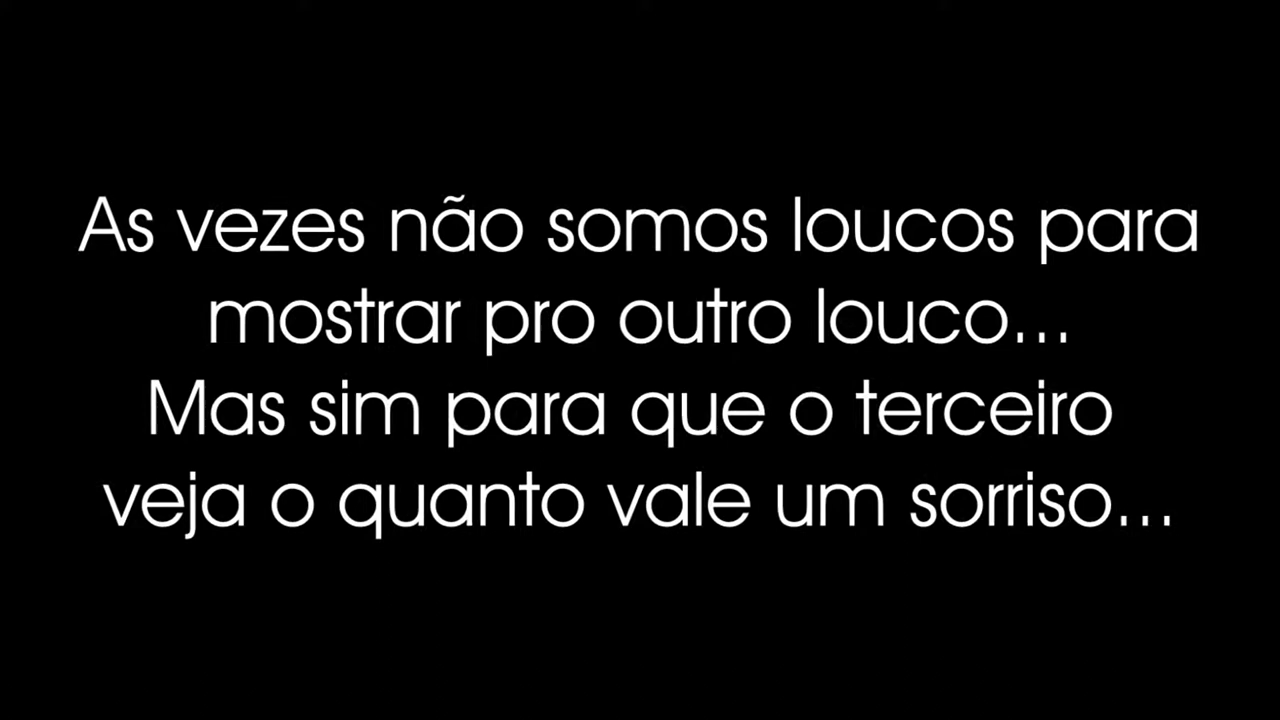 As vezes não somos loucos para
mostrar pro outro louco...
Mas sim para que o terceiro
veja o quanto vale um sorriso...